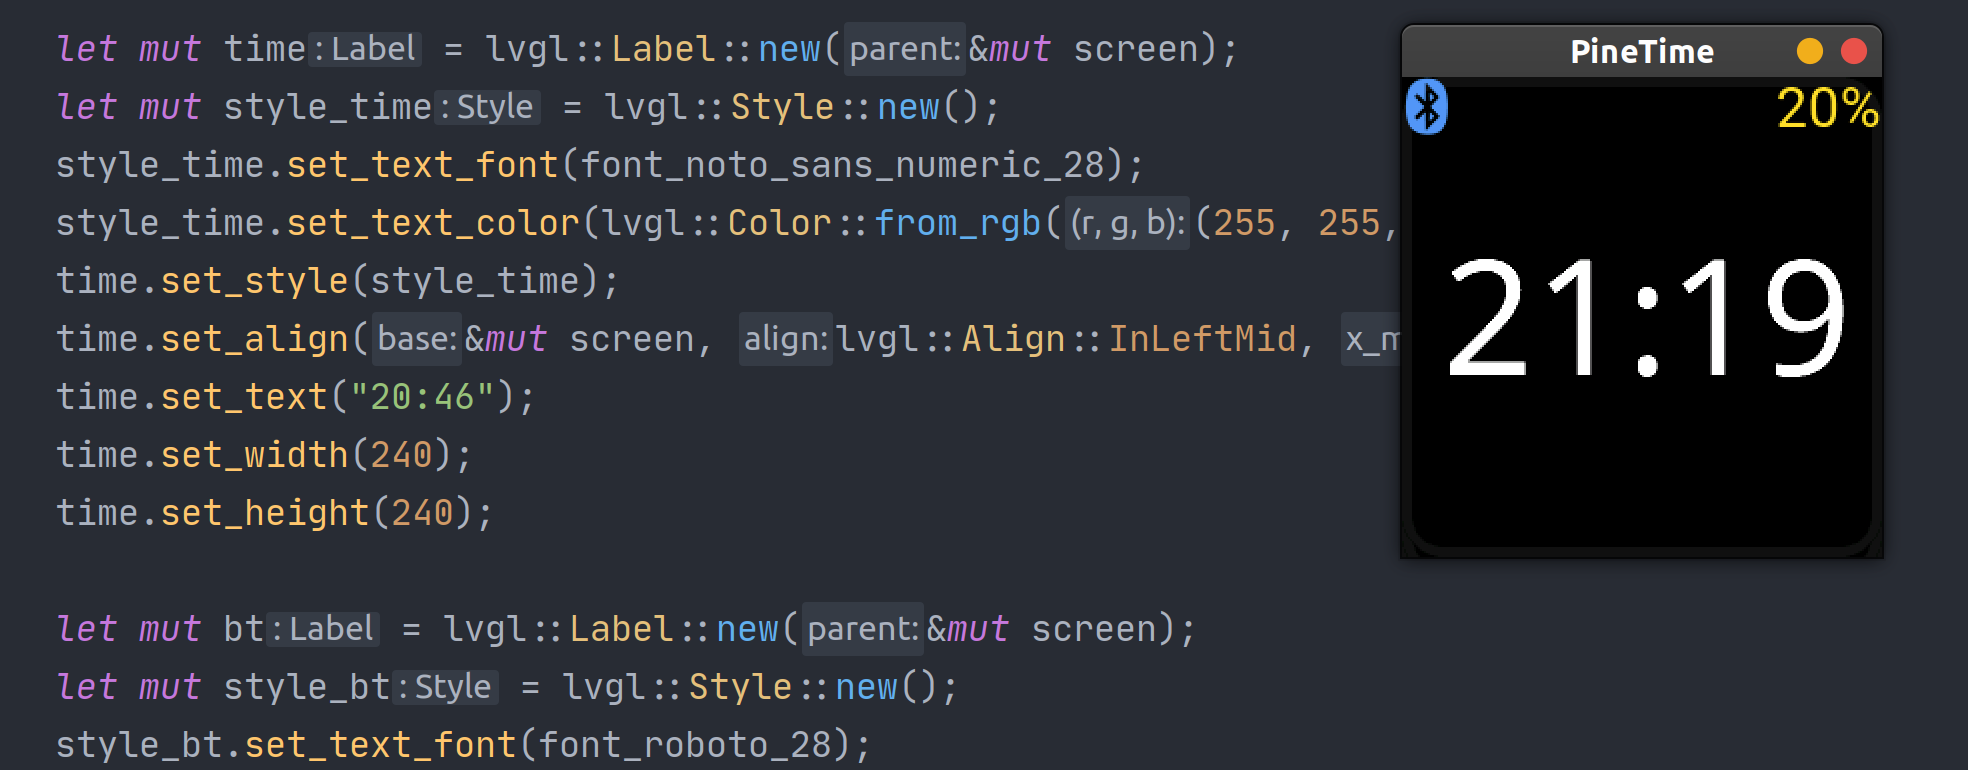 let mut time: Label = lvgl::Label::new(parent: &mut screen);
let mut style_time: Style = lvgl::Style::new();
style_time.set_text_font(font_noto_sans_numeric_28);
style_time.set_text_color(lvgl::Color::from_rgb((r, g, b): (255, 255,
time.set_style(style_time);
time.set_align(base: &mut screen, align: lvgl::Align::InLeftMid, x_m
time.set_text("20:46");
time.set_width(240);
time.set_height(240);
let mut bt: Label = lvgl::Label::new(parent: &mut screen);
let mut style_bt: Style = lvgl::Style::new();
style_bt.set_text_font(font_roboto_28);
PineTime
20%
21:19